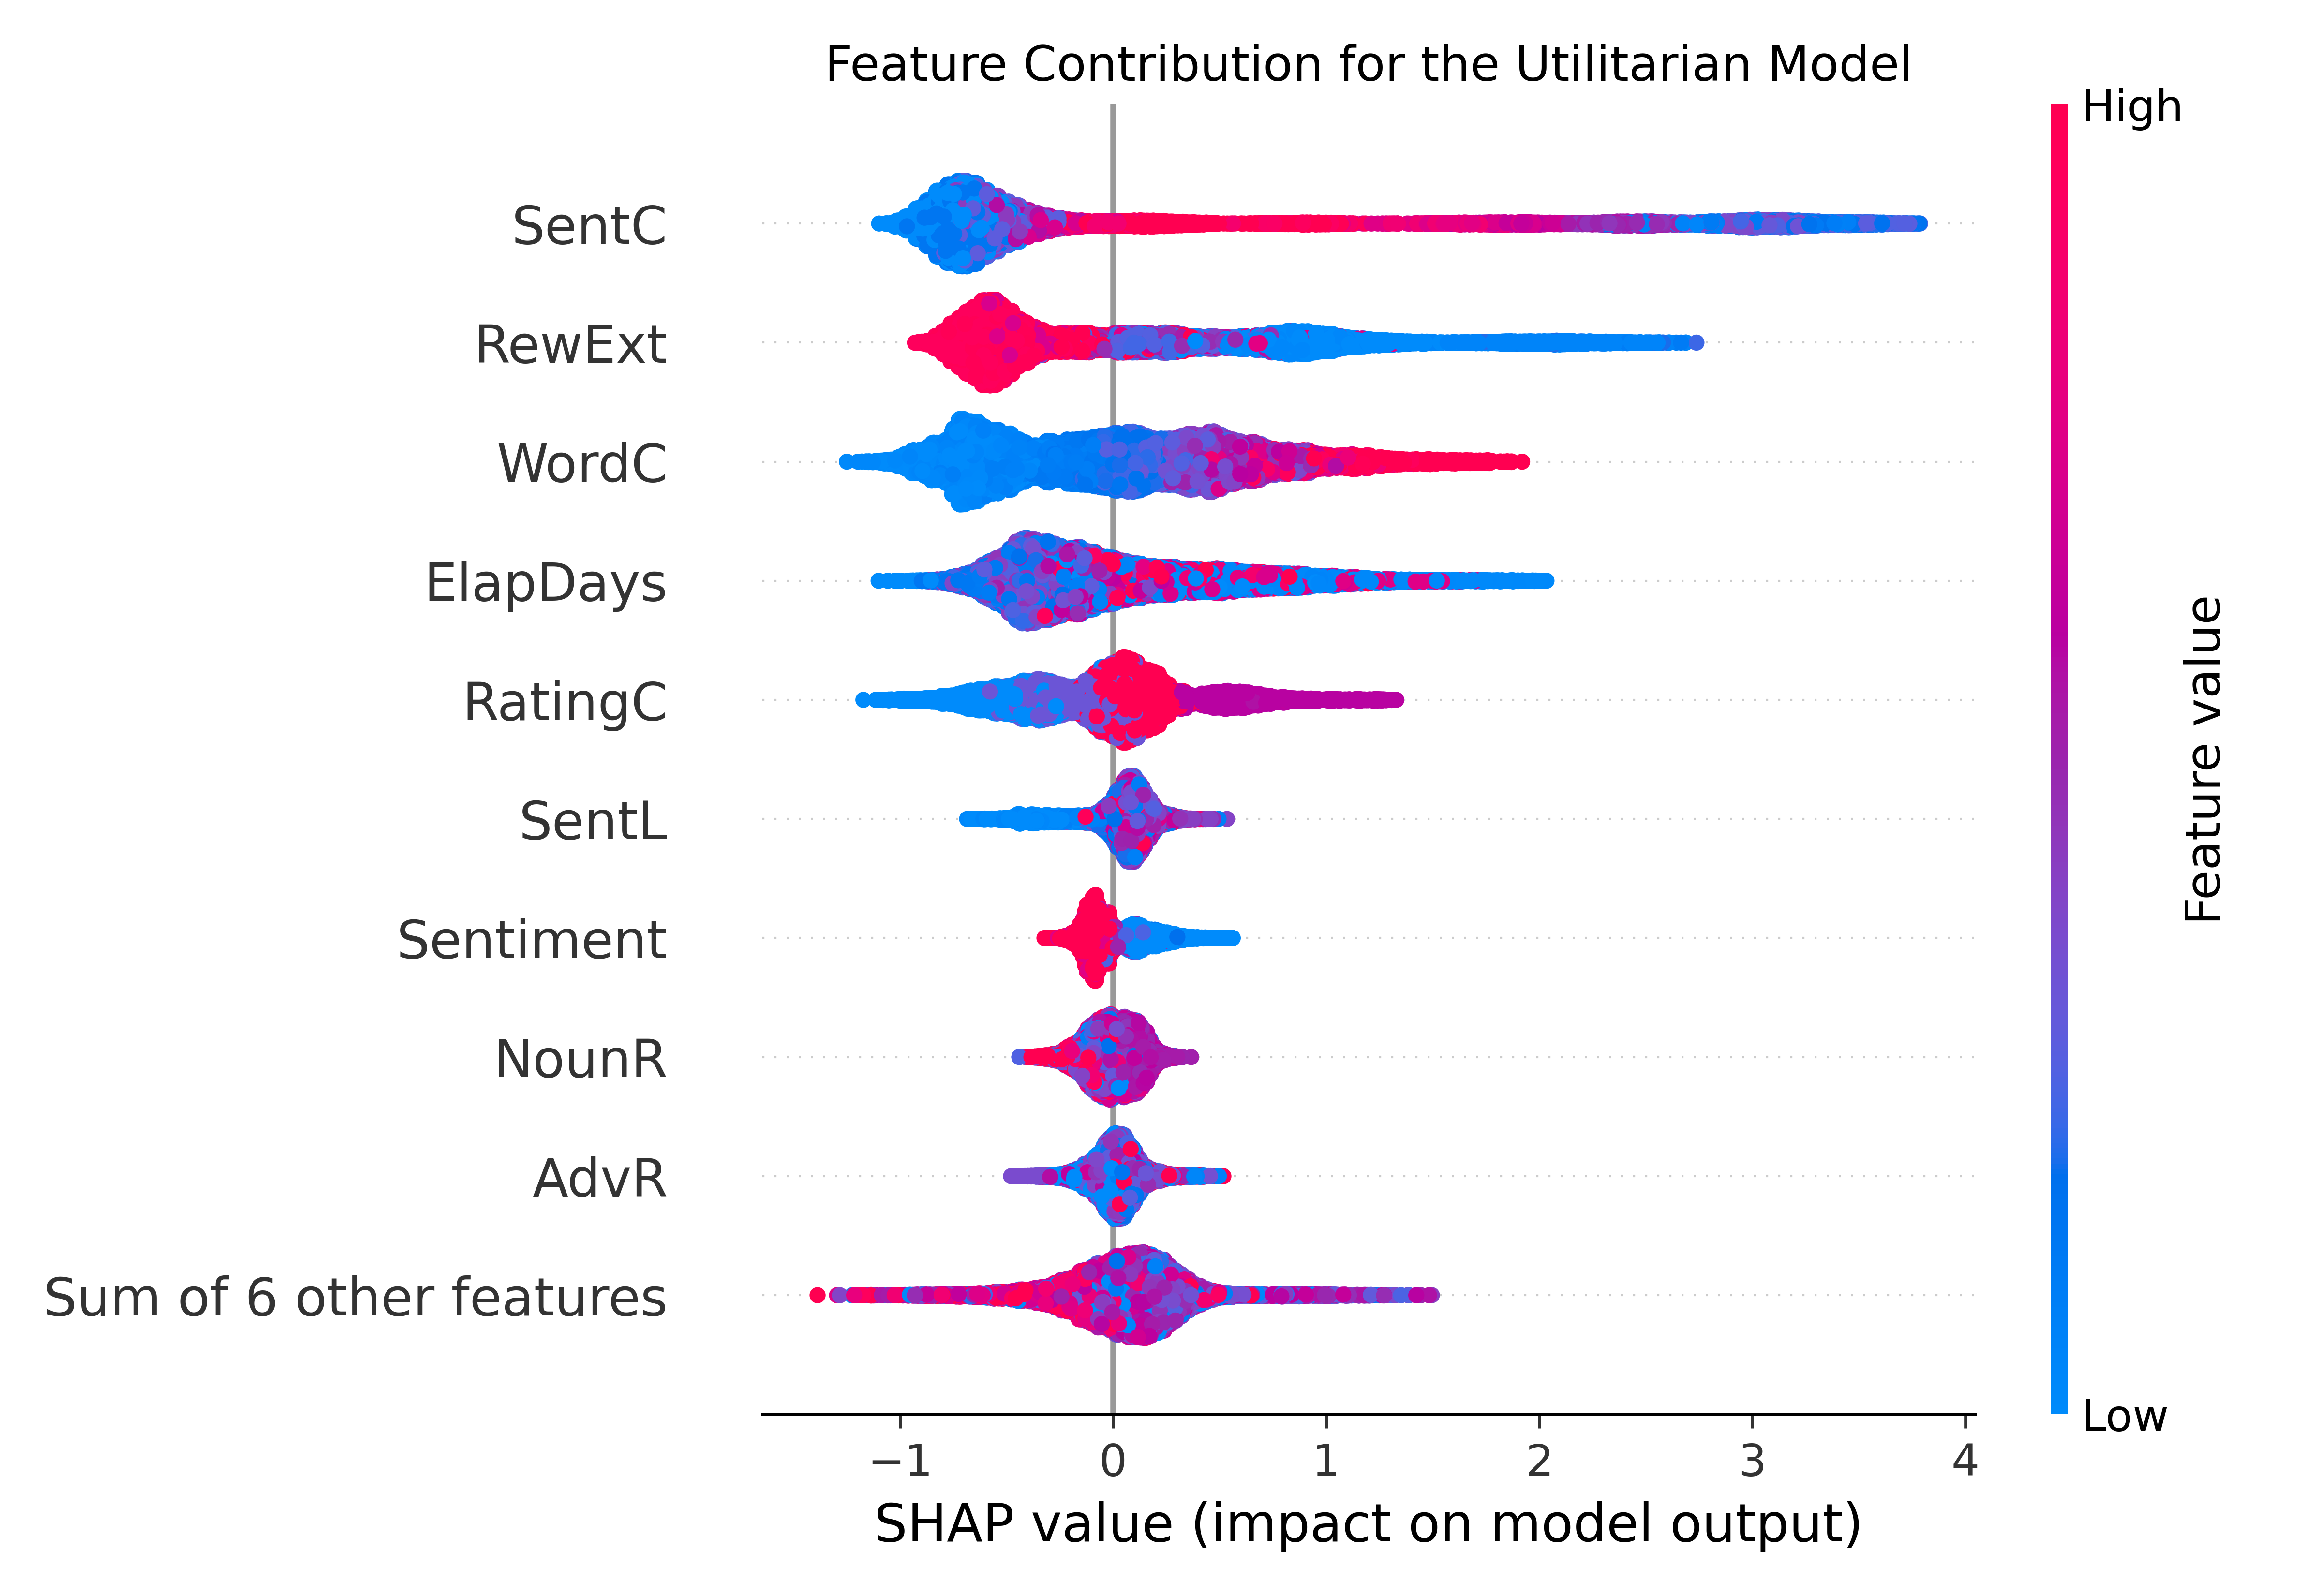 Feature Contribution for the Utilitarian Model
High
SentC
RewExt
WordC
ElapDays
RatingC
SentL
Sentiment
NounR
AdvR
Sum of 6 other features
Feature value
Low
−1 0 1 2 3 4
SHAP value (impact on model output)